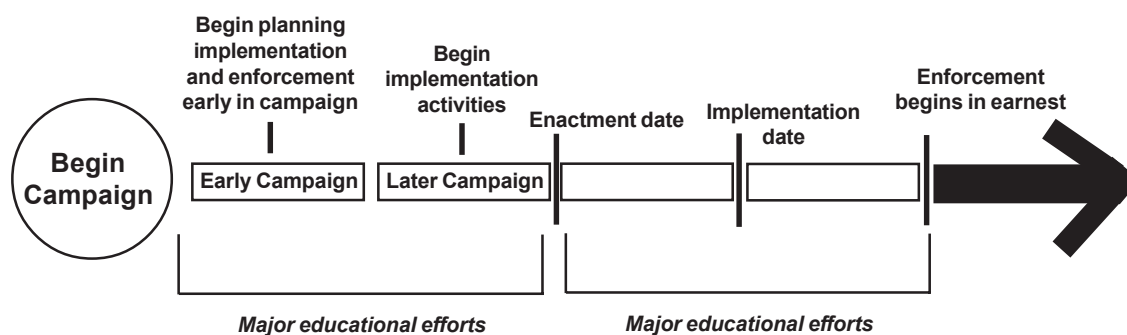 Begin planning
implementation
and enforcement
early in campaign
Begin
implementation
activities
Enactment date
Implementation
date
Enforcement
begins in earnest
Begin
Campaign
Early Campaign
Later Campaign
Major educational efforts
Major educational efforts